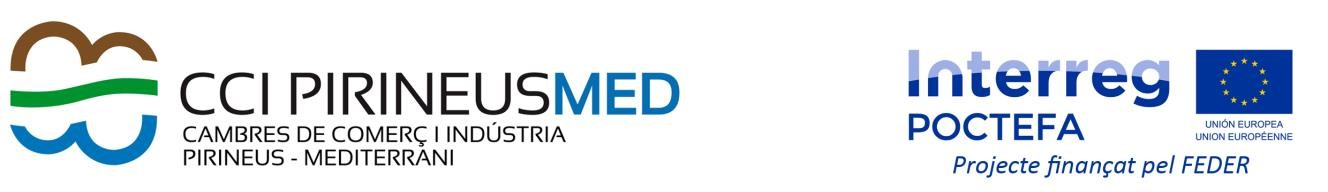 CCI PIRINEUSMED
CAMBRES DE COMERÇ I INDÚSTRIA
PIRINEUS - MEDITERRANI
Interreg
POCTEFA
UNIÓN EUROPEA
UNION EUROPÉENNE
Projecte finançat pel FEDER